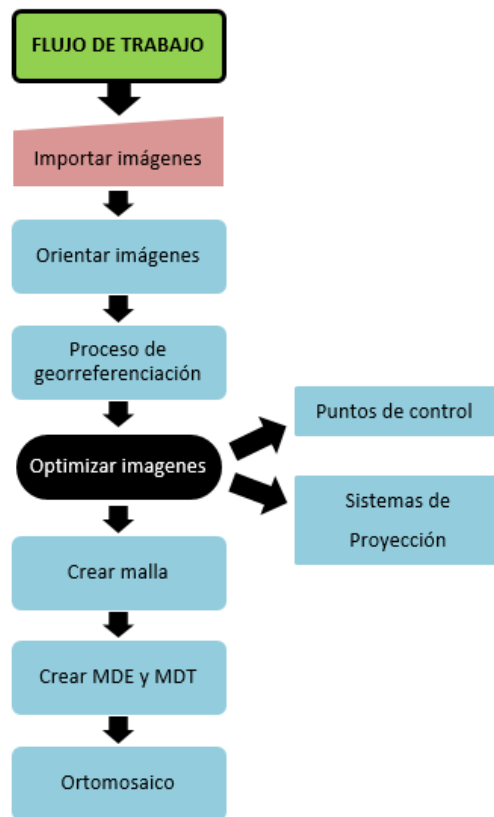 FLUJO DE TRABAJO
Importar imágenes
Orientar imágenes
Proceso de
georreferenciación
Optimizar imagenes
Puntos de control
Sistemas de
Proyección
Crear malla
Crear MDE y MDT
Ortomosaico